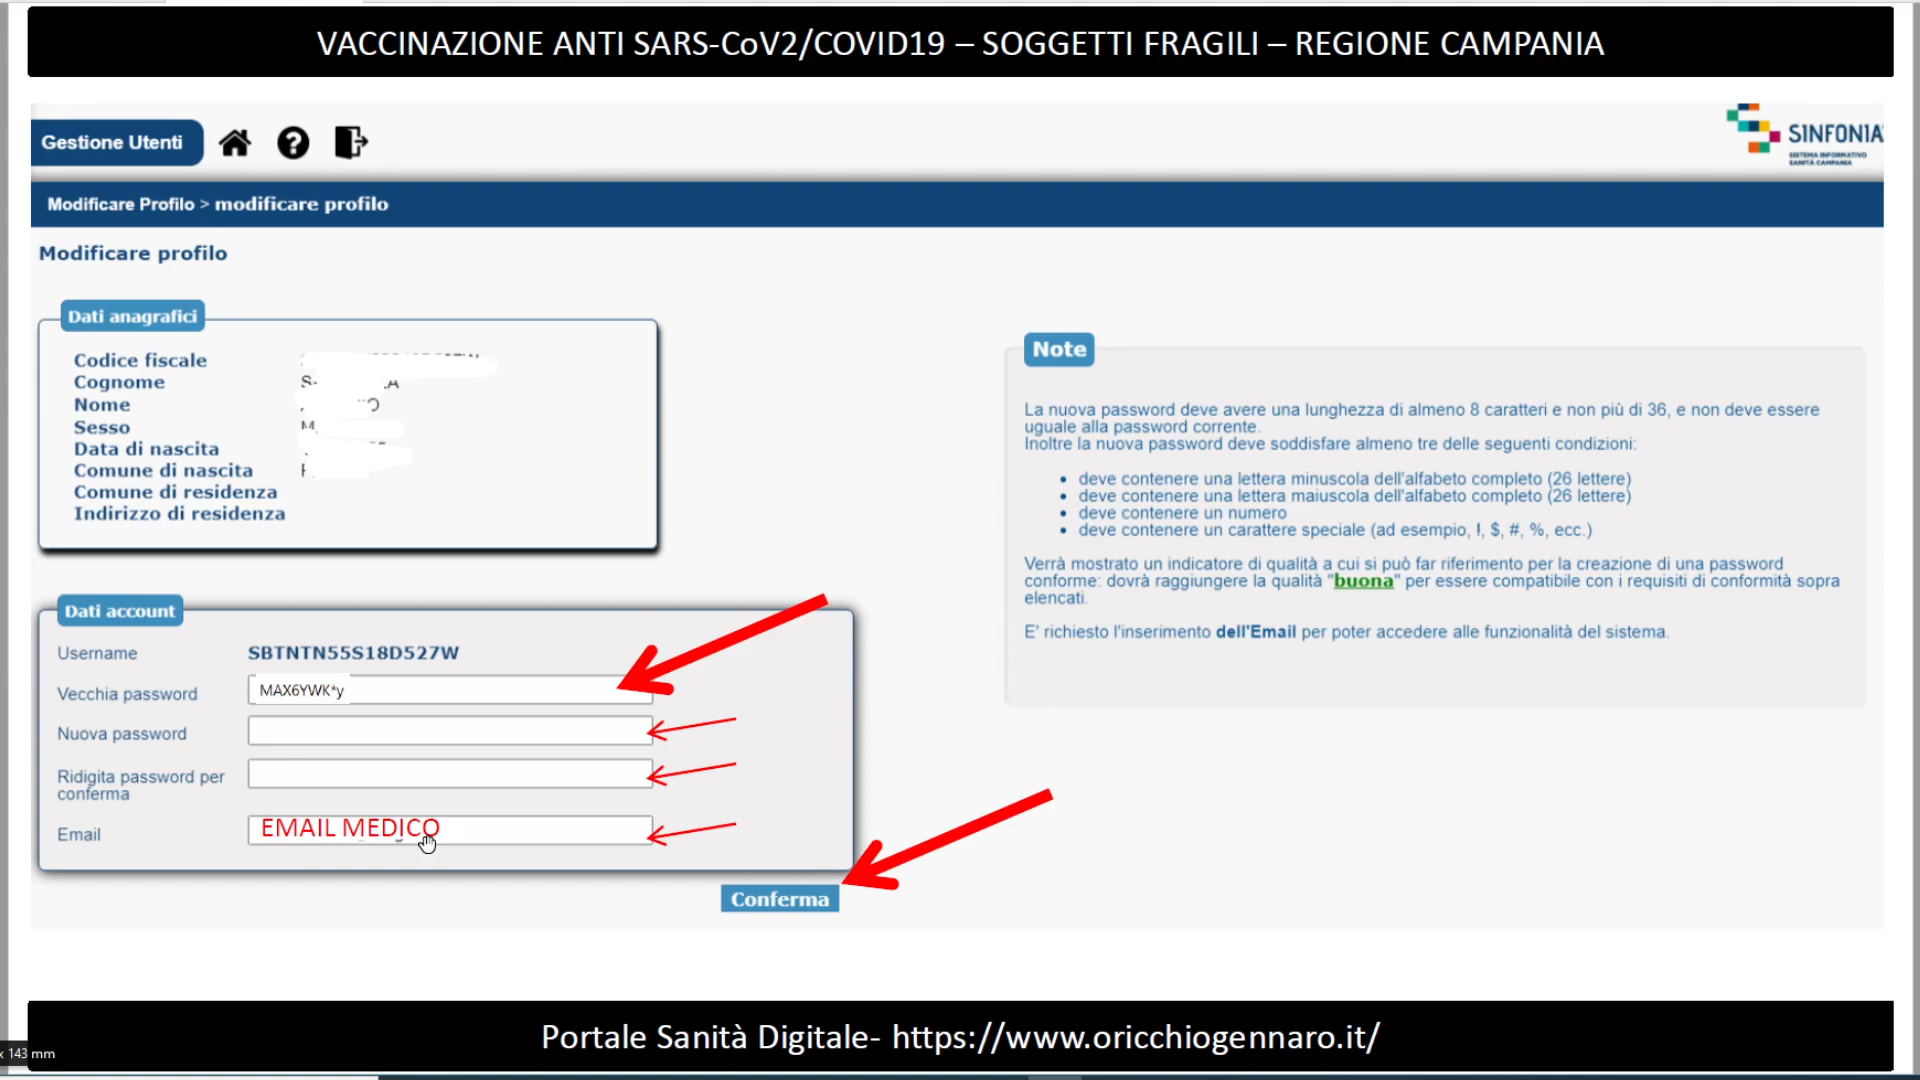 VACCINAZIONE ANTI SARS-CoV2/COVID19 – SOGGETTI FRAGILI – REGIONE CAMPANIA
Gestione Utenti
SINFONIA
SISTEMA INFORMATIVO
SANITÀ CAMPANIA
Modificare Profilo > modificare profilo
Modificare profilo
Dati anagrafici
Codice fiscale
Cognome
Nome
Sesso
Data di nascita
Comune di nascita
Comune di residenza
Indirizzo di residenza
Note
La nuova password deve avere una lunghezza di almeno 8 caratteri e non più di 36, e non deve essere
uguale alla password corrente.
Inoltre la nuova password deve soddisfare almeno tre delle seguenti condizioni:
• deve contenere una lettera minuscola dell'alfabeto completo (26 lettere)
• deve contenere una lettera maiuscola dell'alfabeto completo (26 lettere)
• deve contenere un numero
• deve contenere un carattere speciale (ad esempio, !, $, #, %, ecc.)
Verrà mostrato un indicatore di qualità a cui si può far riferimento per la creazione di una password
conforme: dovrà raggiungere la qualità "buona" per essere compatibile con i requisiti di conformità sopra
elencati.
E' richiesto l'inserimento dell'Email per poter accedere alle funzionalità del sistema.
Dati account
Username SBTNTN55S18D527W
Vecchia password MAX6YWK*y
Nuova password
Ridigita password per
conferma
Email EMAIL MEDICO
Conferma
Portale Sanità Digitale- https://www.oricchiogennaro.it/
x 143 mm